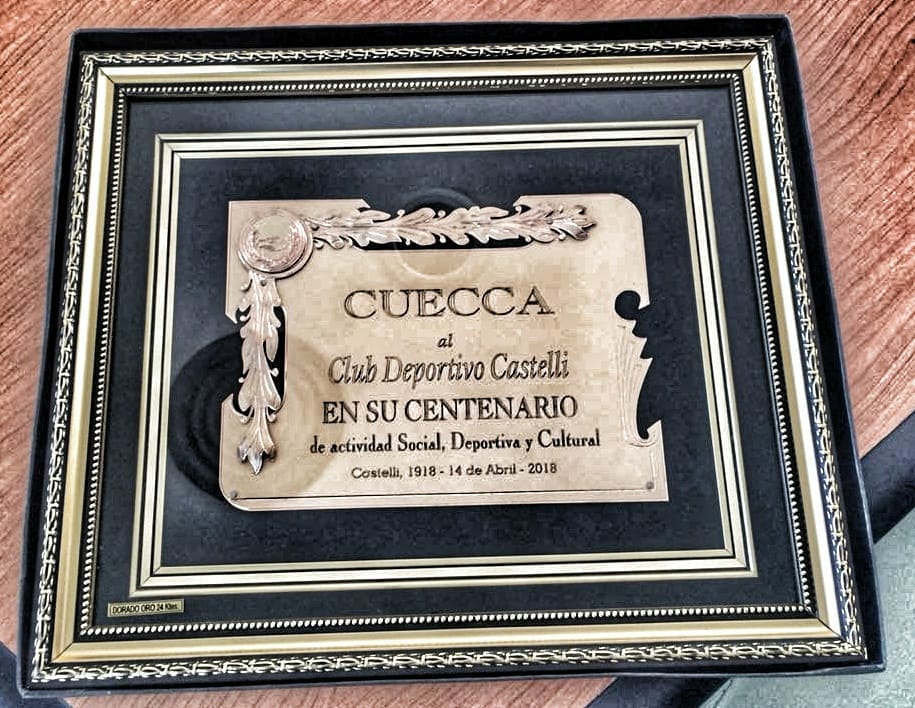 CUECCA
al
Club Deportivo Castelli
EN SU CENTENARIO
de actividad Social, Deportiva y Cultural
Castelli, 1918 - 14 de Abril - 2018
DORADO ORO 24 Ktes.